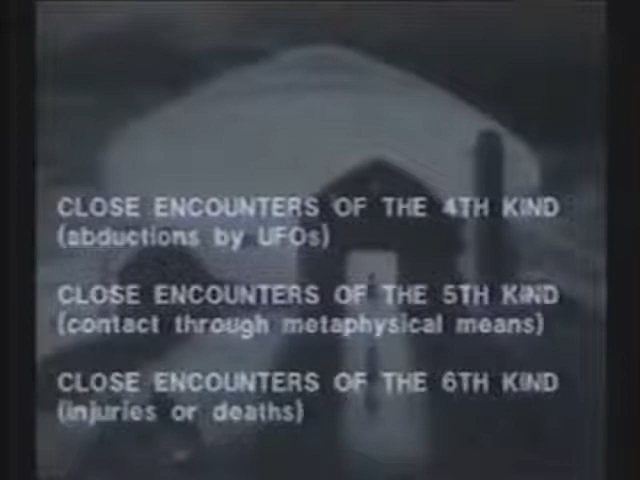 CLOSE ENCOUNTERS OF THE 4TH KIND
(abductions by UFOs)
CLOSE ENCOUNTERS OF THE 5TH KIND
(contact through metaphysical means)
CLOSE ENCOUNTERS OF THE 6TH KIND
(injuries or deaths)